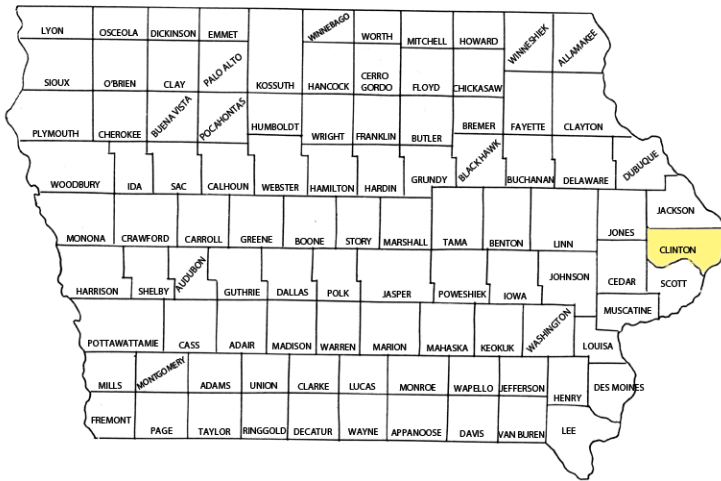 LYON OSCEOLA DICKINSON EMMET WINNEBAGO WORTH MITCHELL HOWARD WINNESHIEK ALLAMAKEE
SIOUX O'BRIEN CLAY PALO ALTO KOSSUTH HANCOCK CERRO GORDO FLOYD CHICKASAW
PLYMOUTH CHEROKEE BUENA VISTA POCAHONTAS HUMBOLDT WRIGHT FRANKLIN BUTLER BREMER FAYETTE CLAYTON
WOODBURY IDA SAC CALHOUN WEBSTER HAMILTON HARDIN GRUNDY BLACK HAWK BUCHANAN DELAWARE DUBUQUE
MONONA CRAWFORD CARROLL GREENE BOONE STORY MARSHALL TAMA BENTON LINN JONES JACKSON
CLINTON
HARRISON SHELBY AUDUBON GUTHRIE DALLAS POLK JASPER POWESHIEK IOWA JOHNSON CEDAR SCOTT
MUSCATINE
POTTAWATTAMIE CASS ADAIR MADISON WARREN MARION MAHASKA KEOKUK WASHINGTON LOUISA
MILLS MONTGOMERY ADAMS UNION CLARKE LUCAS MONROE WAPELLO JEFFERSON HENRY DES MOINES
FREMONT PAGE TAYLOR RINGGOLD DECATUR WAYNE APPANOOSE DAVIS VAN BUREN LEE